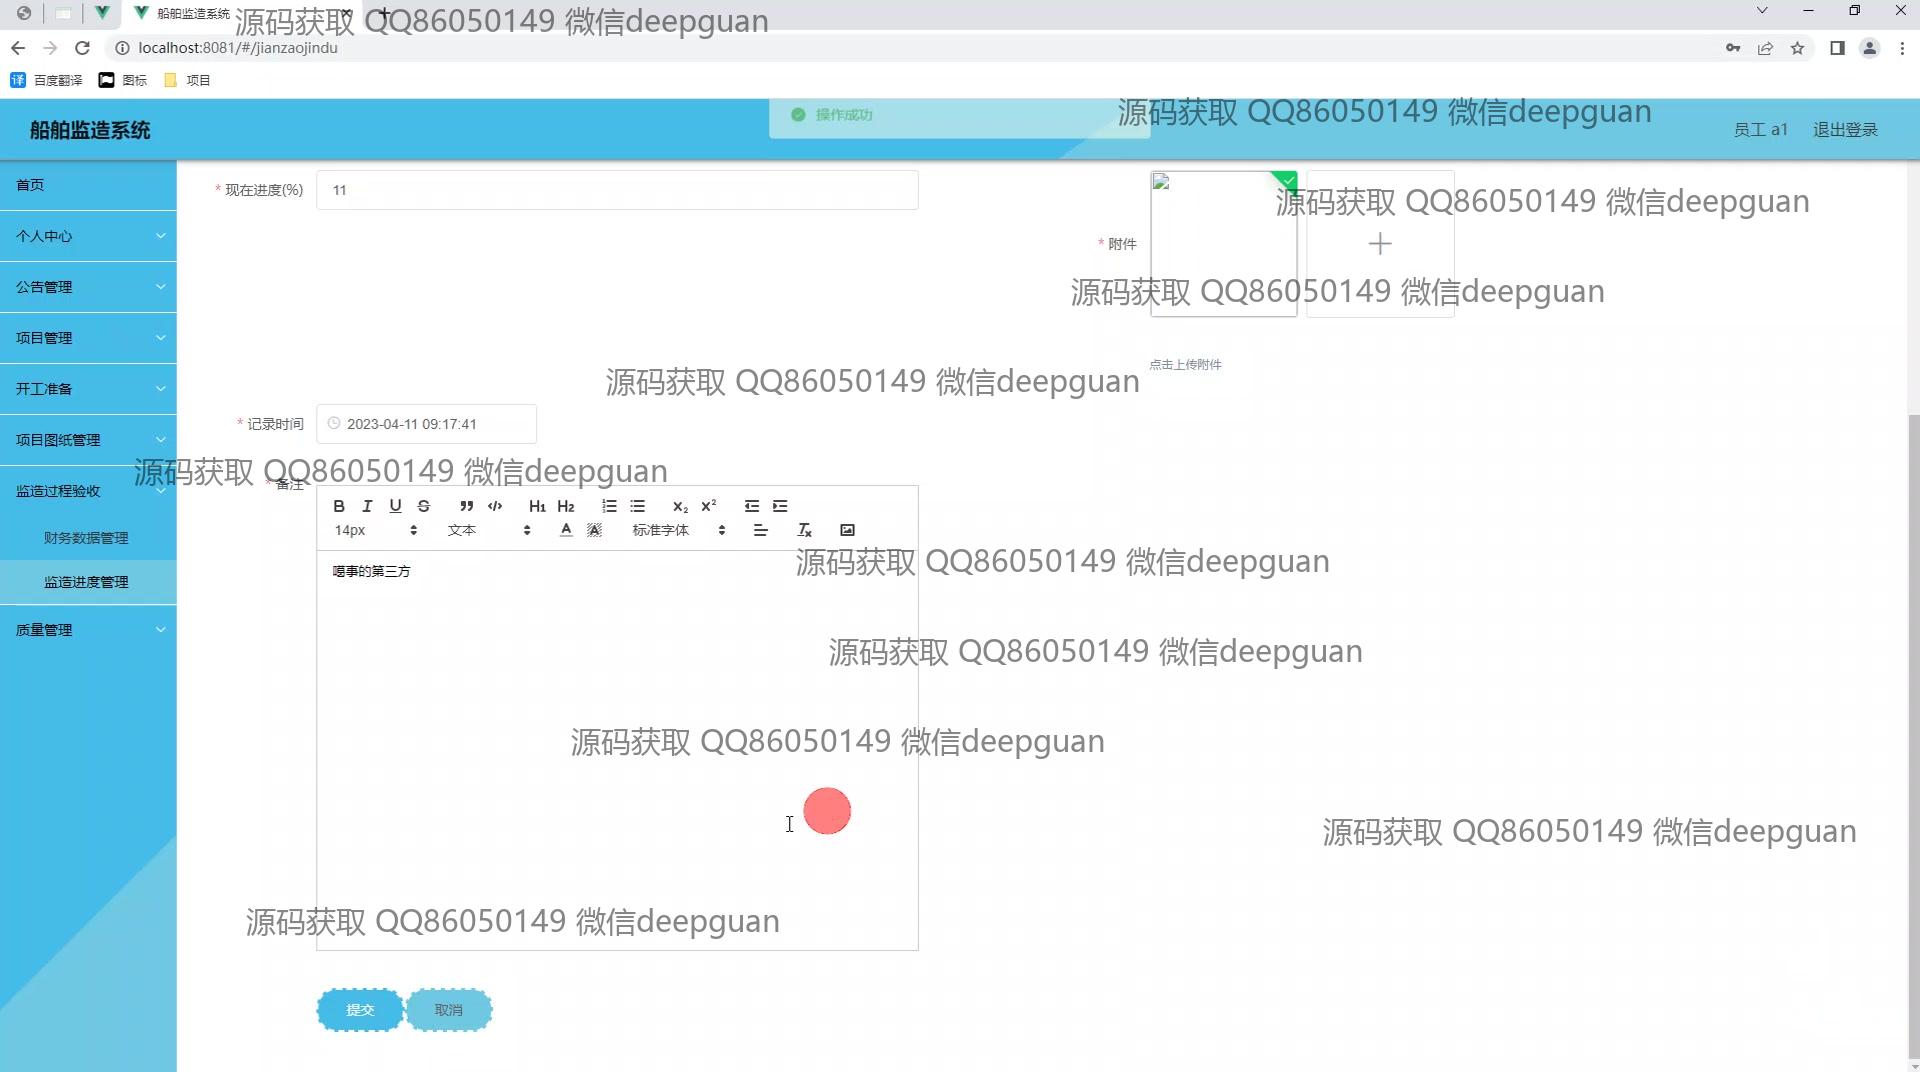 船舶监造系统
源码获取 QQ86050149 微信deepguan
localhost:8081/#/jianzaojindu
译 百度翻译 图标 项目
船舶监造系统
操作成功
源码获取 QQ86050149 微信deepguan
员工 a1 退出登录
首页
* 现在进度(%) 11
源码获取 QQ86050149 微信deepguan
个人中心
* 附件
公告管理
源码获取 QQ86050149 微信deepguan
项目管理
点击上传附件
源码获取 QQ86050149 微信deepguan
开工准备
* 记录时间 2023-04-11 09:17:41
项目图纸管理
源码获取 QQ86050149 微信deepguan
* 备注
监造过程验收
B I U S H1 H2 x2 x2
14px 文本 A A 标准字体 Tx
财务数据管理
源码获取 QQ86050149 微信deepguan
的第三方
监造进度管理
质量管理
源码获取 QQ86050149 微信deepguan
源码获取 QQ86050149 微信deepguan
源码获取 QQ86050149 微信deepguan
源码获取 QQ86050149 微信deepguan
提交 取消